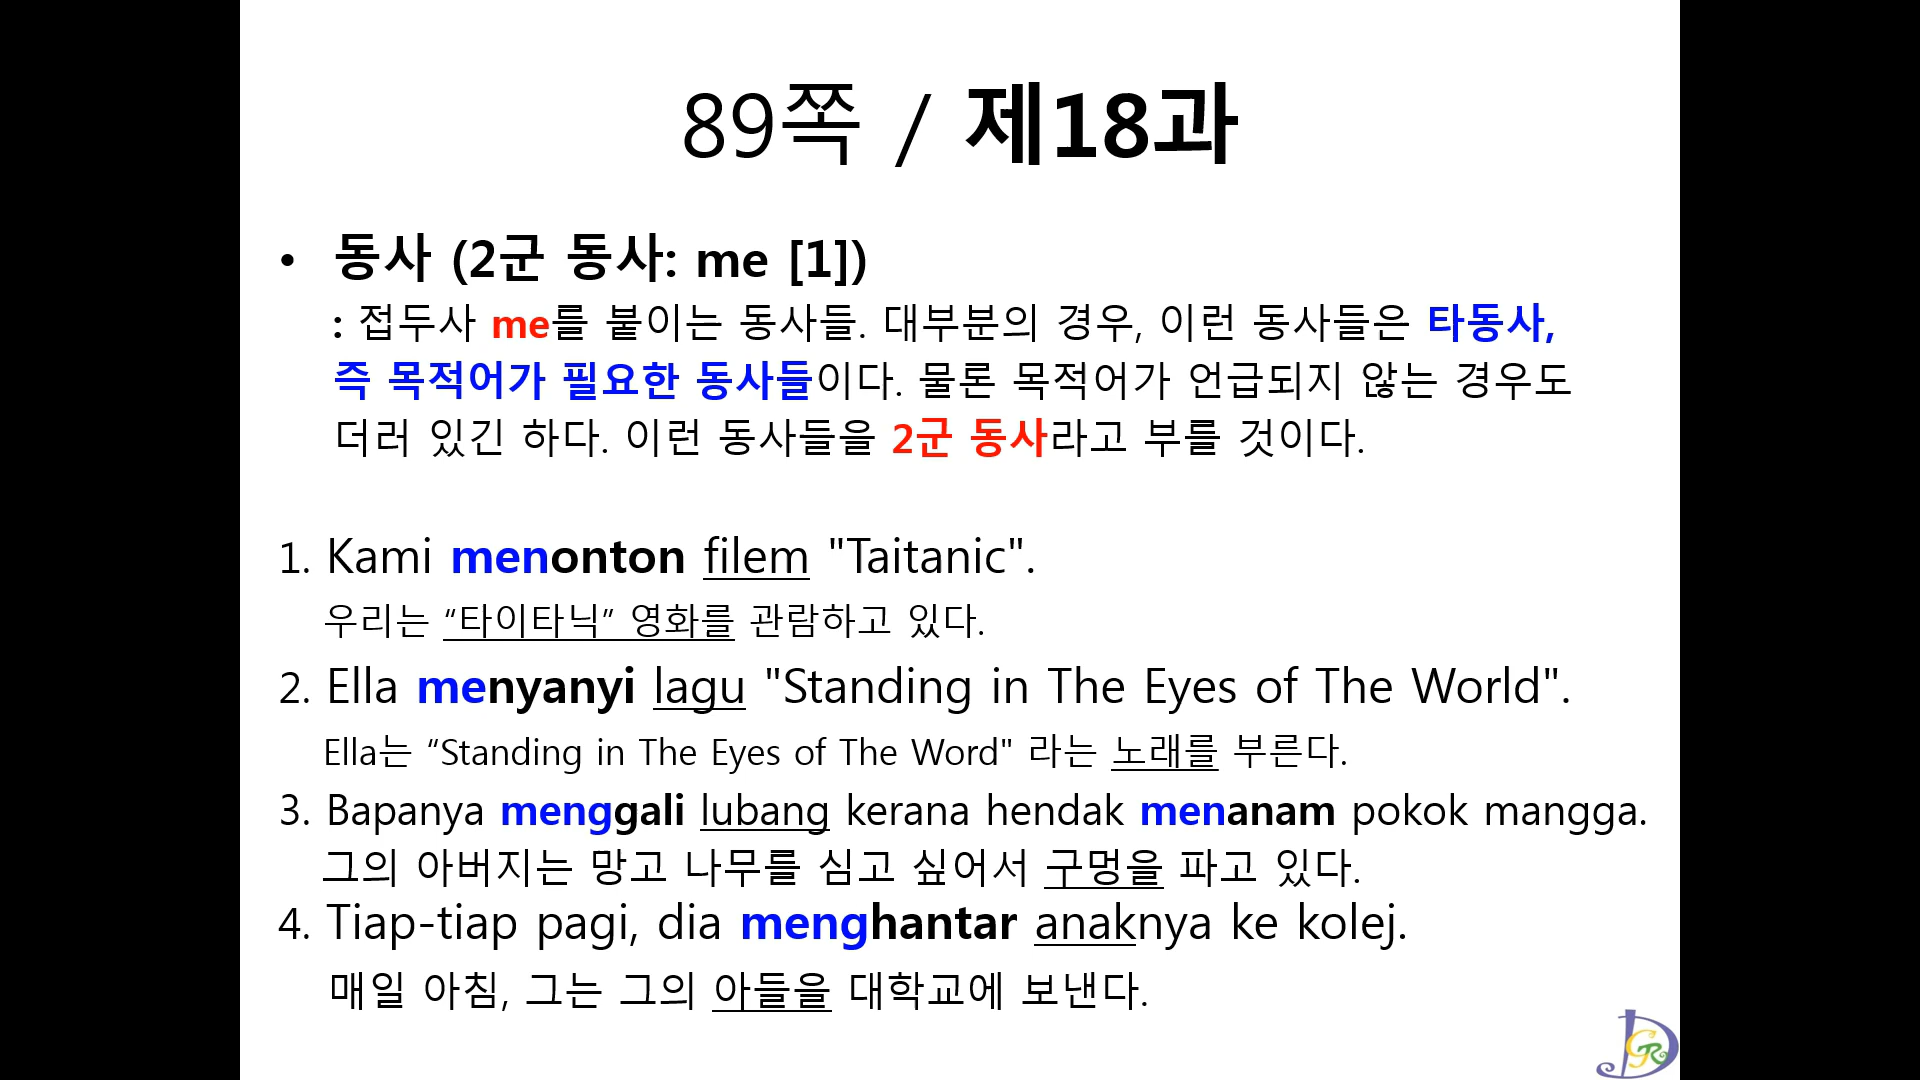 89쪽 / 제18과
• 동사 (2군 동사: me [1])
: 접두사 me를 붙이는 동사들. 대부분의 경우, 이런 동사들은 타동사,
즉 목적어가 필요한 동사들이다. 물론 목적어가 언급되지 않는 경우도
더러 있긴 하다. 이런 동사들을 2군 동사라고 부를 것이다.
1. Kami menonton filem "Taitanic".
우리는 “타이타닉” 영화를 관람하고 있다.
2. Ella menyanyi lagu "Standing in The Eyes of The World".
Ella는 “Standing in The Eyes of The Word" 라는 노래를 부른다.
3. Bapanya menggali lubang kerana hendak menanam pokok mangga.
그의 아버지는 망고 나무를 심고 싶어서 구멍을 파고 있다.
4. Tiap-tiap pagi, dia menghantar anaknya ke kolej.
매일 아침, 그는 그의 아들을 대학교에 보낸다.